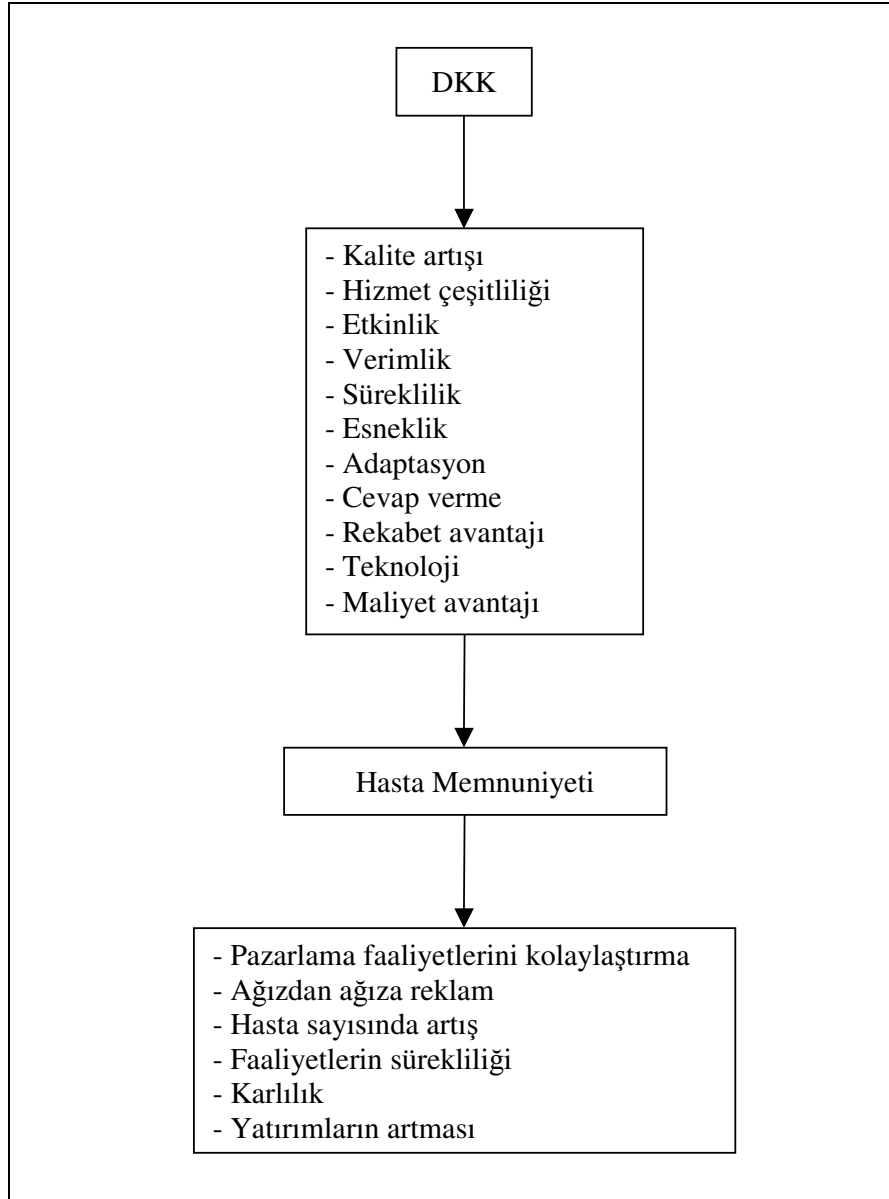 DKK
- Kalite artışı
- Hizmet çeşitliliği
- Etkinlik
- Verimlik
- Süreklilik
- Esneklik
- Adaptasyon
- Cevap verme
- Rekabet avantajı
- Teknoloji
- Maliyet avantajı
Hasta Memnuniyeti
- Pazarlama faaliyetlerini kolaylaştırma
- Ağızdan ağıza reklam
- Hasta sayısında artış
- Faaliyetlerin sürekliliği
- Karlılık
- Yatırımların artması